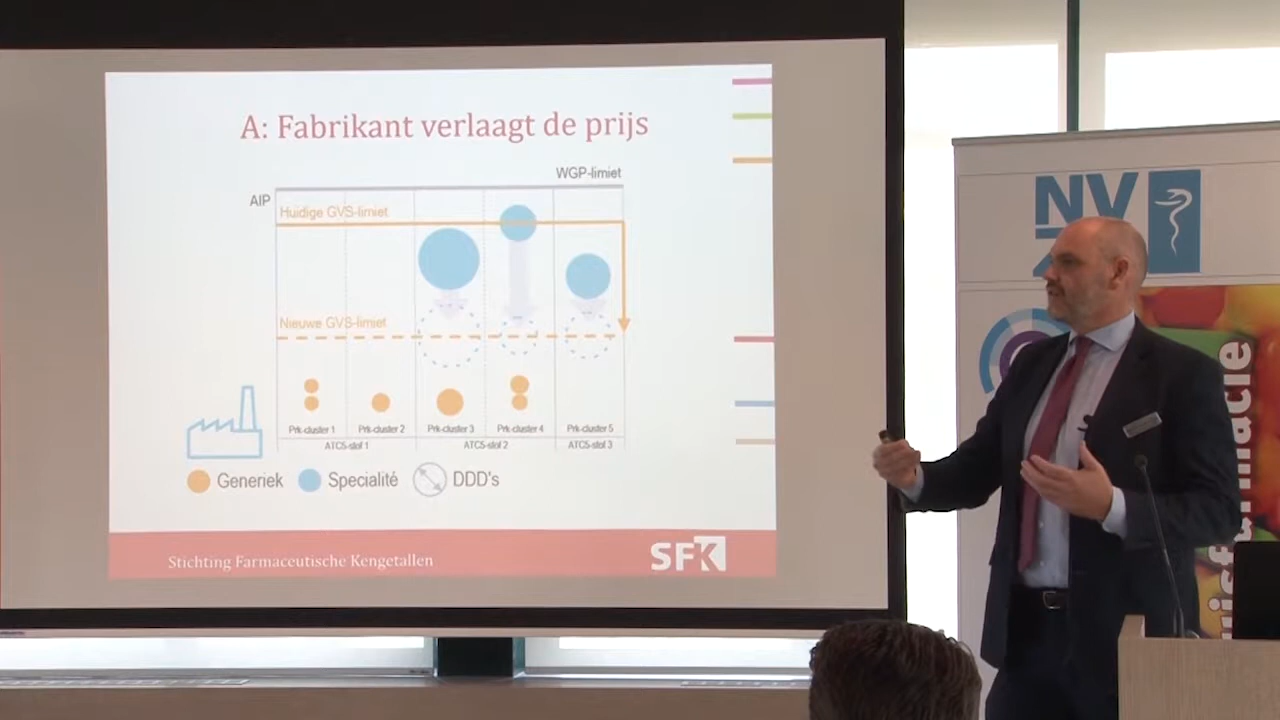 A: Fabrikant verlaagt de prijs
WGP-limiet
AIP
Huidige GVS-limiet
Nieuwe GVS-limiet
Prk-cluster 1 Prk-cluster 2 Prk-cluster 3 Prk-cluster 4 Prk-cluster 5
ATC5-stof 1 ATC5-stof 2 ATC5-stof 3
Generiek Specialité DDD's
Stichting Farmaceutische Kengetallen
SFK
NV